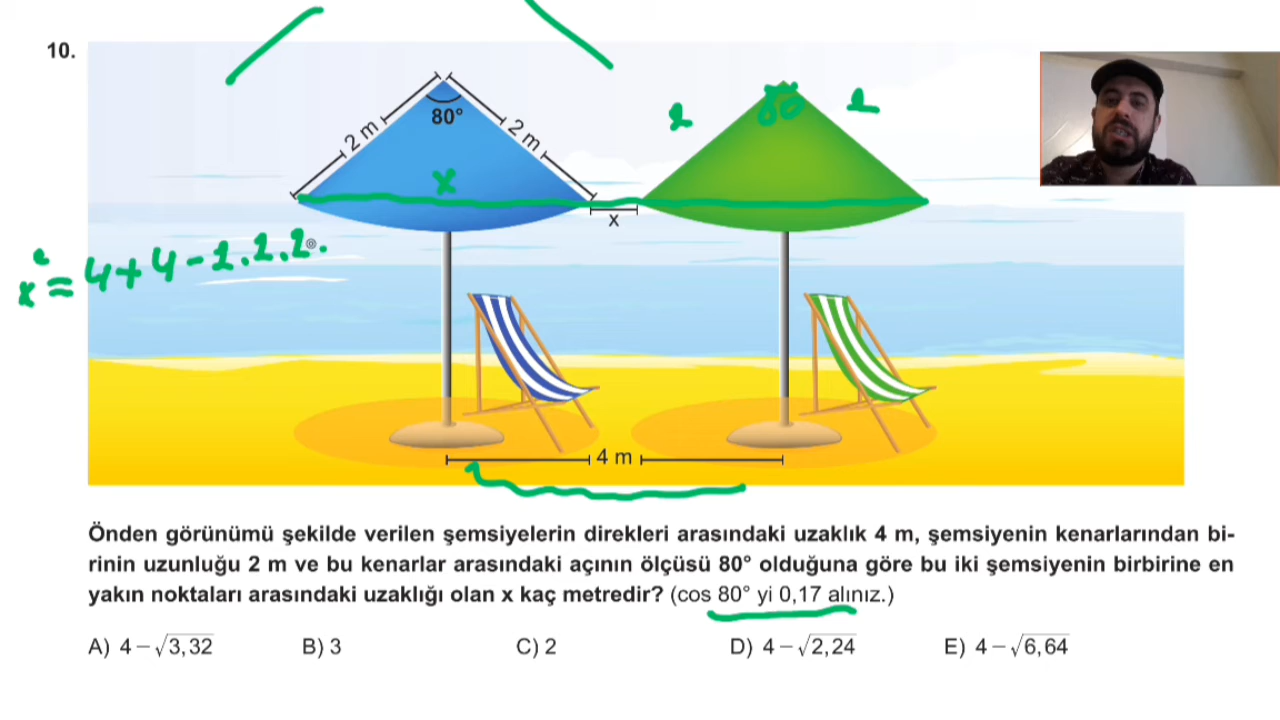 10.
80°
2 m
2 m
2
80
2
x
x
x² = 4 + 4 - 2.2.2.
4 m
Önden görünümü şekilde verilen şemsiyelerin direkleri arasındaki uzaklık 4 m, şemsiyenin kenarlarından bi-
rinin uzunluğu 2 m ve bu kenarlar arasındaki açının ölçüsü 80° olduğuna göre bu iki şemsiyenin birbirine en
yakın noktaları arasındaki uzaklığı olan x kaç metredir? (cos 80° yi 0,17 alınız.)
A) 4 – √3,32 B) 3 C) 2 D) 4 – √2,24 E) 4 – √6,64